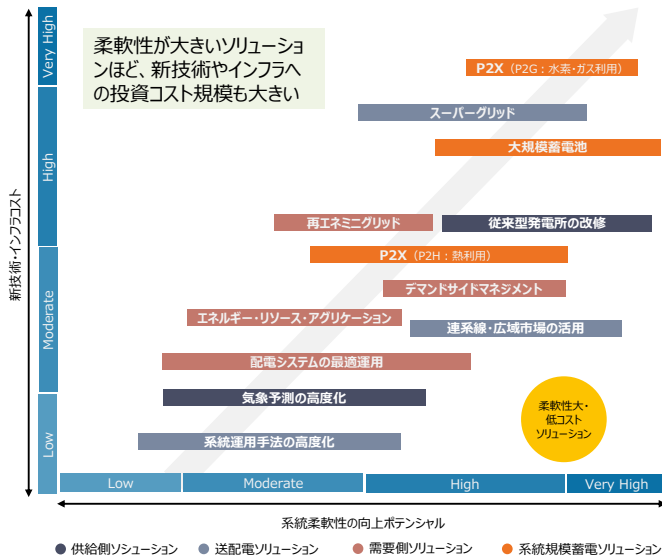 柔軟性が大きいソリューショ
ンほど、新技術やインフラへ
の投資コスト規模も大きい
Very High
High
Moderate
Low
新技術・インフラコスト
P2X（P2G：水素・ガス利用）
スーパーグリッド
大規模蓄電池
再エネミニグリッド
従来型発電所の改修
P2X（P2H：熱利用）
デマンドサイドマネジメント
エネルギー・リソース・アグリケーション
連系線・広域市場の活用
配電システムの最適運用
気象予測の高度化
系統運用手法の高度化
柔軟性大・
低コスト
ソリューション
Low
Moderate
High
Very High
系統柔軟性の向上ポテンシャル
供給側ソシューション
送配電ソリューション
需要側ソリューション
系統規模蓄電ソリューション